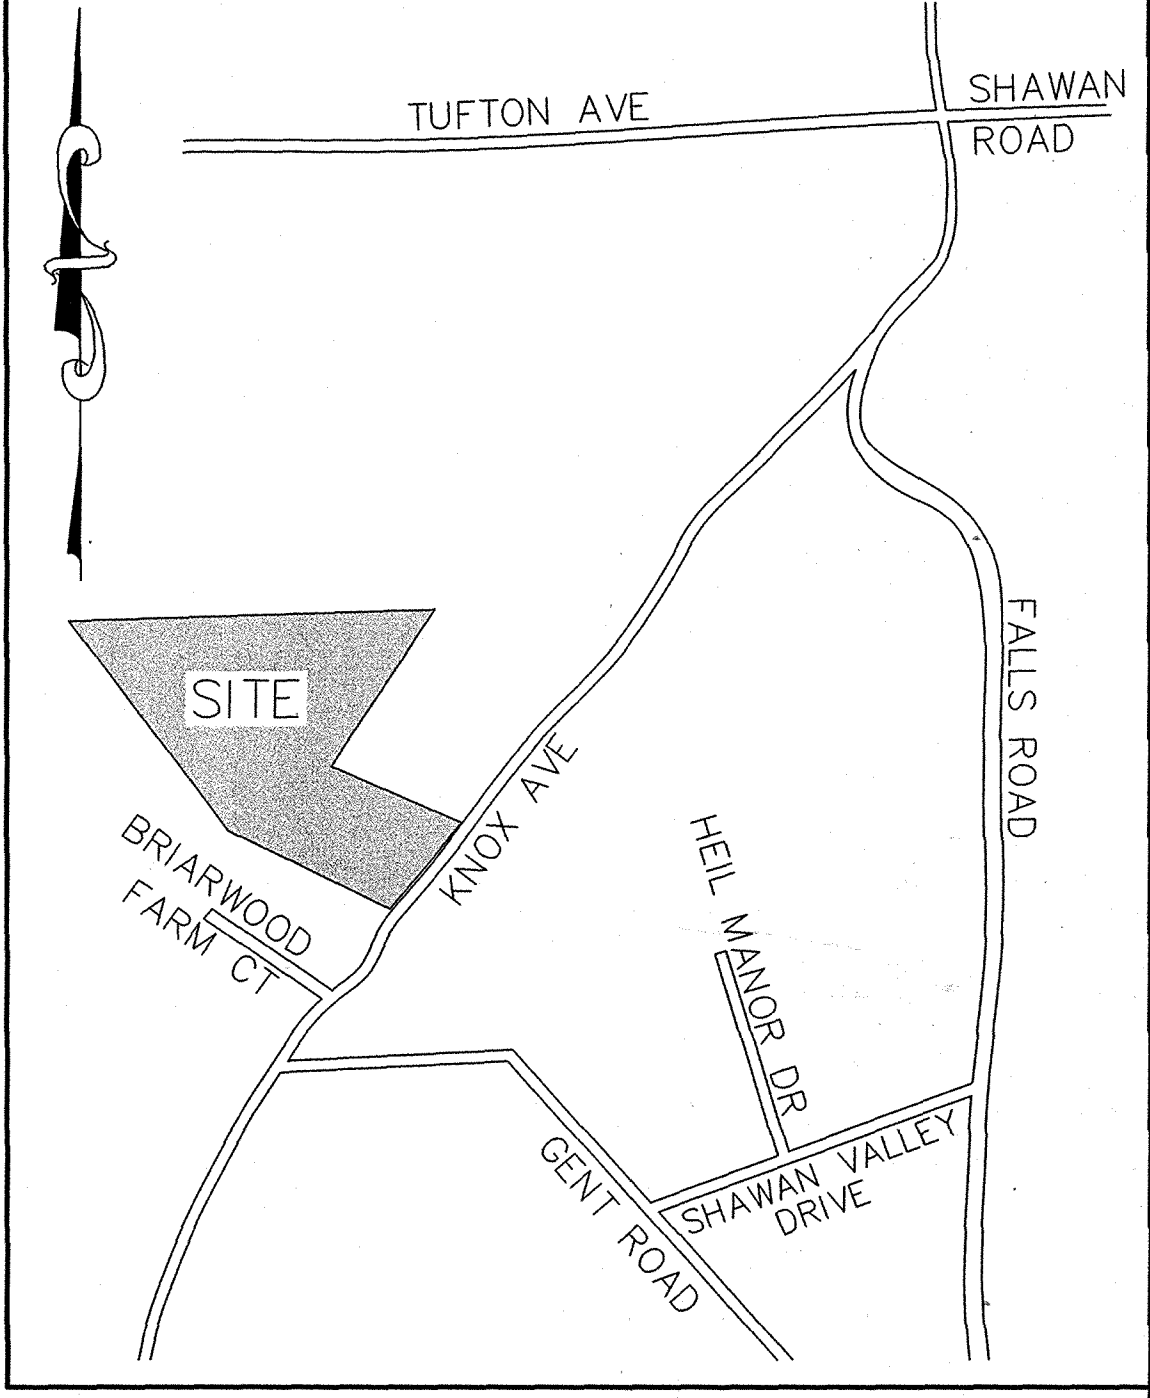 TUFTON AVE
SHAWAN
ROAD
FALLS ROAD
SITE
KNOX AVE
BRIARWOOD
FARM CT
HEIL MANOR DR
GENT ROAD
SHAWAN VALLEY
DRIVE